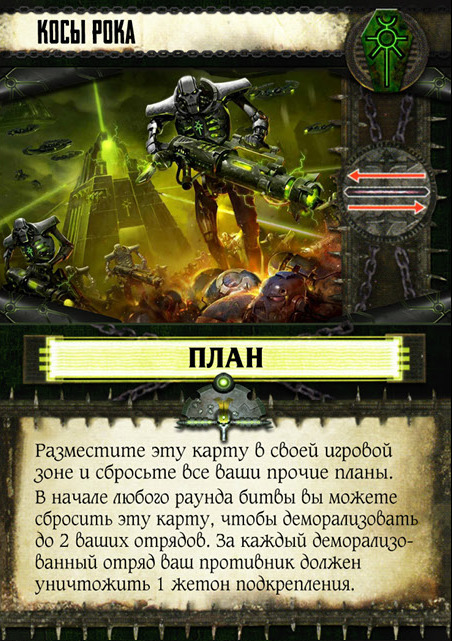 КОСЫ РОКА
ПЛАН
Разместите эту карту в своей игровой
зоне и сбросьте все ваши прочие планы.
В начале любого раунда битвы вы можете
сбросить эту карту, чтобы деморализовать
до 2 ваших отрядов. За каждый деморализо-
ванный отряд ваш противник должен
уничтожить 1 жетон подкрепления.